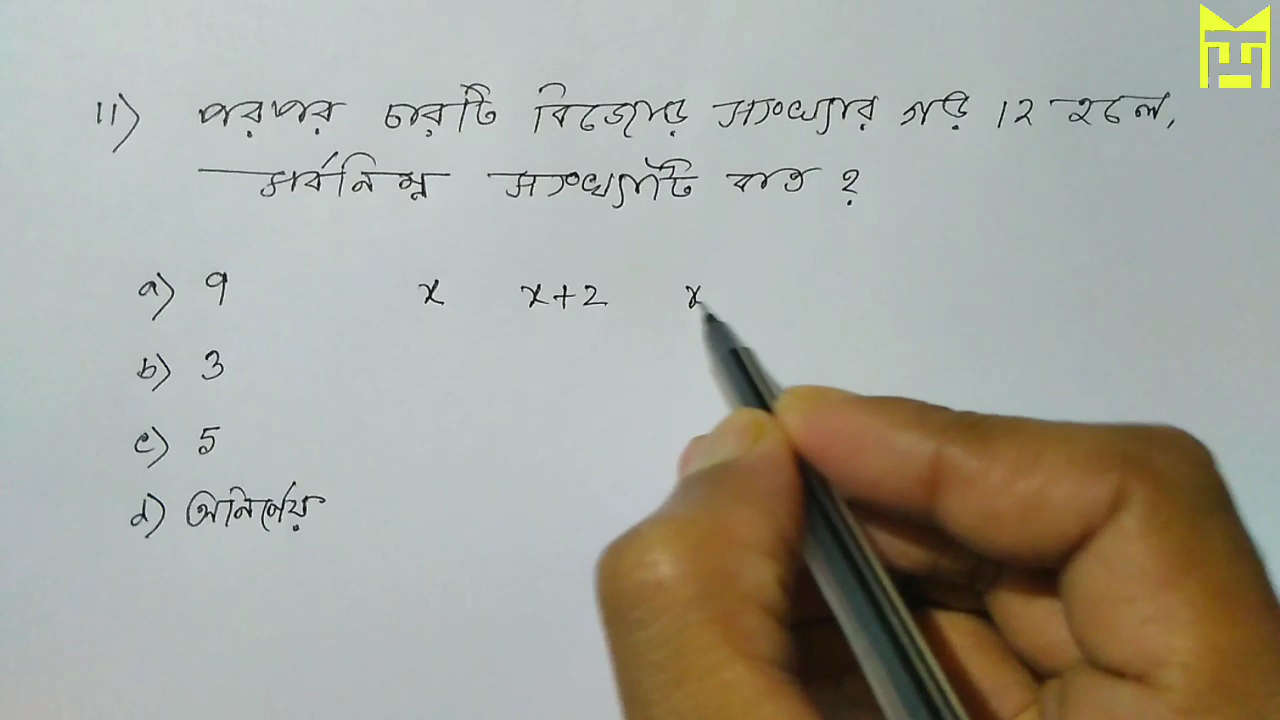 11) পরপর চারটি বিজোড় সংখ্যার গড় 12 হলে,
সর্বনিম্ন সংখ্যাটি কত ?
a) 9 x x+2 x
b) 3
c) 5
d) অনির্ণেয়